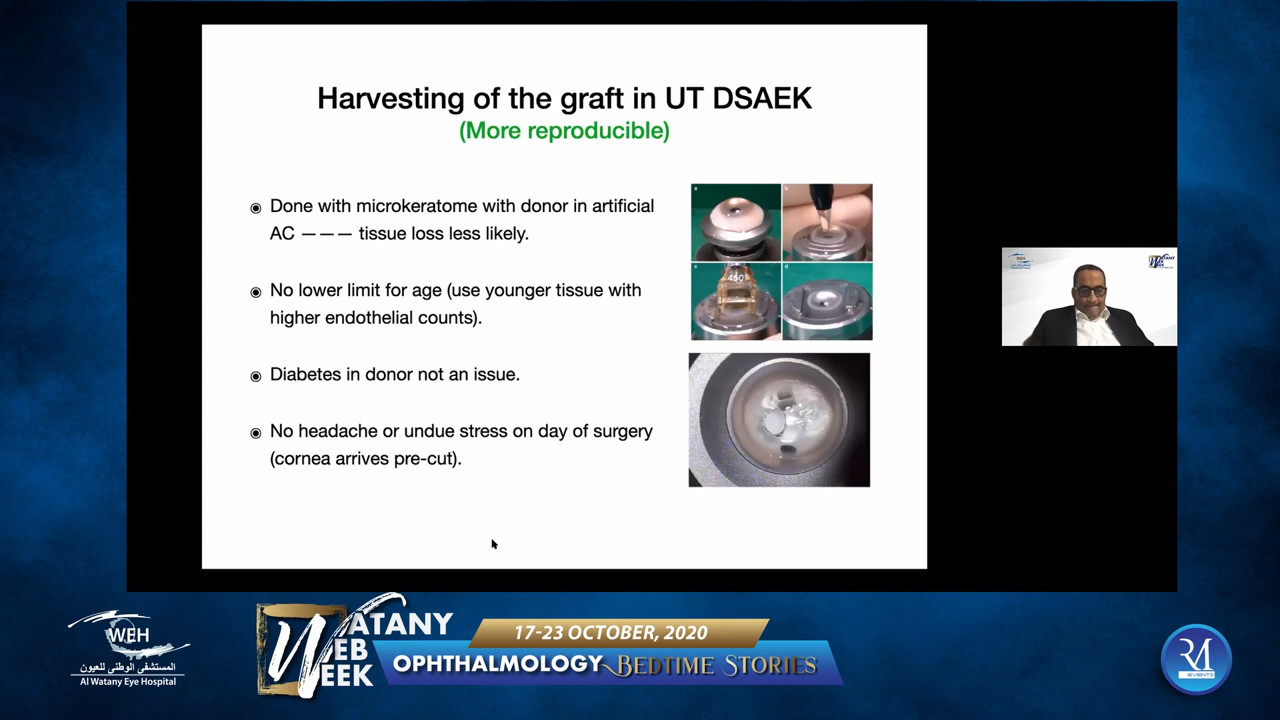 Harvesting of the graft in UT DSAEK
(More reproducible)
◉ Done with microkeratome with donor in artificial
AC — — — tissue loss less likely.
◉ No lower limit for age (use younger tissue with
higher endothelial counts).
◉ Diabetes in donor not an issue.
◉ No headache or undue stress on day of surgery
(cornea arrives pre-cut).
a
b
c
450
d
WEH
WEH
المستشفى الوطني للعيون
Al Watany Eye Hospital
WATANY
WEB
WEEK
17-23 OCTOBER, 2020
OPHTHALMOLOGY BEDTIME STORIES
RM
EVENTS